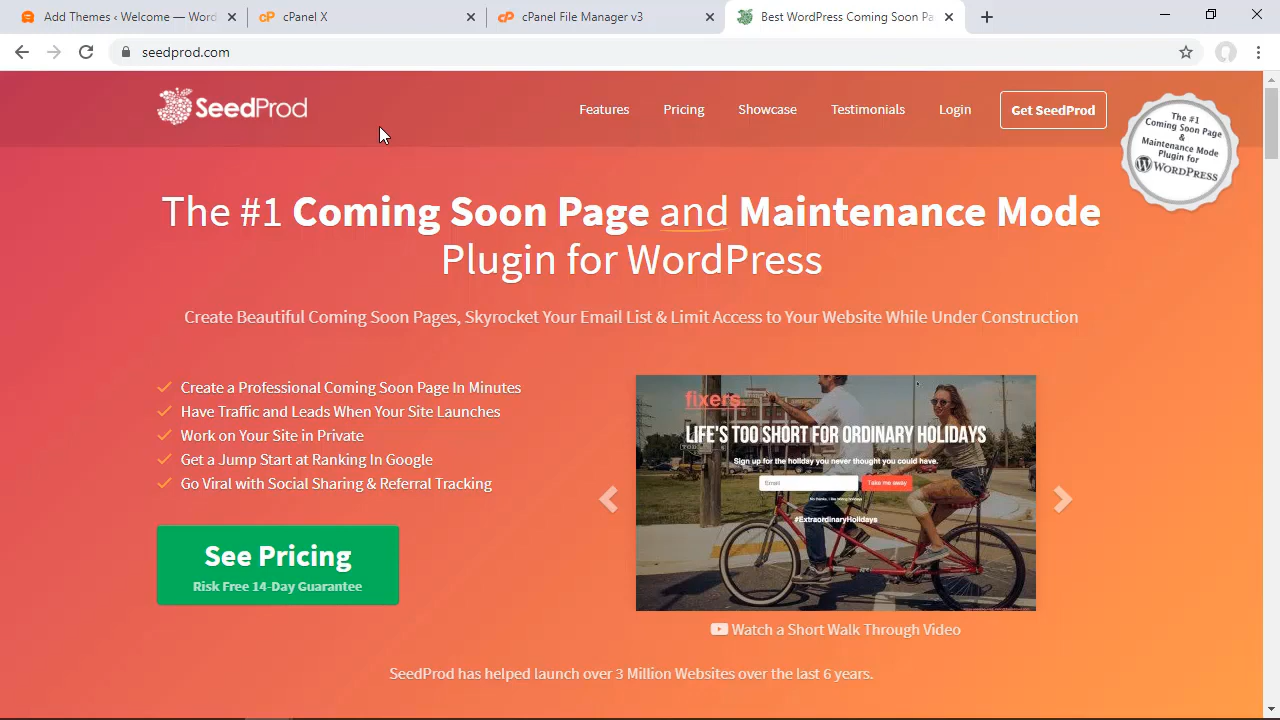 Add Themes ‹ Welcome — Word
cPanel X
cPanel File Manager v3
Best WordPress Coming Soon Pa
seedprod.com
SeedProd
Features
Pricing
Showcase
Testimonials
Login
Get SeedProd
The #1
Coming Soon Page
&
Maintenance Mode
Plugin for
WORDPRESS
The #1 Coming Soon Page and Maintenance Mode
Plugin for WordPress
Create Beautiful Coming Soon Pages, Skyrocket Your Email List & Limit Access to Your Website While Under Construction
Create a Professional Coming Soon Page In Minutes
Have Traffic and Leads When Your Site Launches
Work on Your Site in Private
Get a Jump Start at Ranking In Google
Go Viral with Social Sharing & Referral Tracking
See Pricing
Risk Free 14-Day Guarantee
fixers
LIFE'S TOO SHORT FOR ORDINARY HOLIDAYS
Sign up for the holiday you never thought you could have.
Email
Take me away
No thanks, I like boring holidays
#ExtraordinaryHolidays
Watch a Short Walk Through Video
SeedProd has helped launch over 3 Million Websites over the last 6 years.